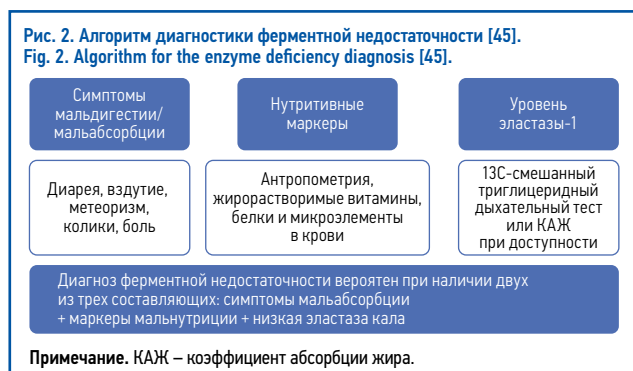 Рис. 2. Алгоритм диагностики ферментной недостаточности [45].
Fig. 2. Algorithm for the enzyme deficiency diagnosis [45].
Симптомы
мальдигестии/
мальабсорбции
Нутритивные
маркеры
Уровень
эластазы-1
Диарея, вздутие,
метеоризм,
колики, боль
Антропометрия,
жирорастворимые витамины,
белки и микроэлементы
в крови
13С-смешанный
триглицеридный
дыхательный тест
или КАЖ
при доступности
Диагноз ферментной недостаточности вероятен при наличии двух
из трех составляющих: симптомы мальабсорбции
+ маркеры мальнутриции + низкая эластаза кала
Примечание. КАЖ – коэффициент абсорбции жира.